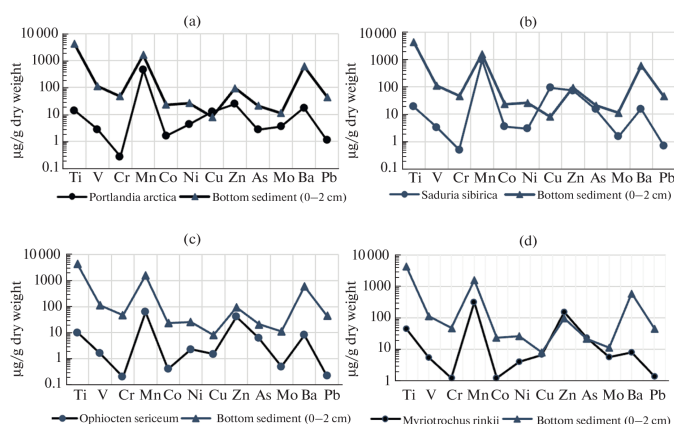 (a)
µg/g dry weight
10 000
1000
100
10
1
0.1
Ti V Cr Mn Co Ni Cu Zn As Mo Ba Pb
Portlandia arctica Bottom sediment (0–2 cm)
(b)
µg/g dry weight
10 000
1000
100
10
1
0.1
Ti V Cr Mn Co Ni Cu Zn As Mo Ba Pb
Saduria sibirica Bottom sediment (0–2 cm)
(c)
µg/g dry weight
10 000
1000
100
10
1
0.1
Ti V Cr Mn Co Ni Cu Zn As Mo Ba Pb
Ophiocten sericeum Bottom sediment (0–2 cm)
(d)
µg/g dry weight
10 000
1000
100
10
1
Ti V Cr Mn Co Ni Cu Zn As Mo Ba Pb
Myriotrochus rinkii Bottom sediment (0–2 cm)